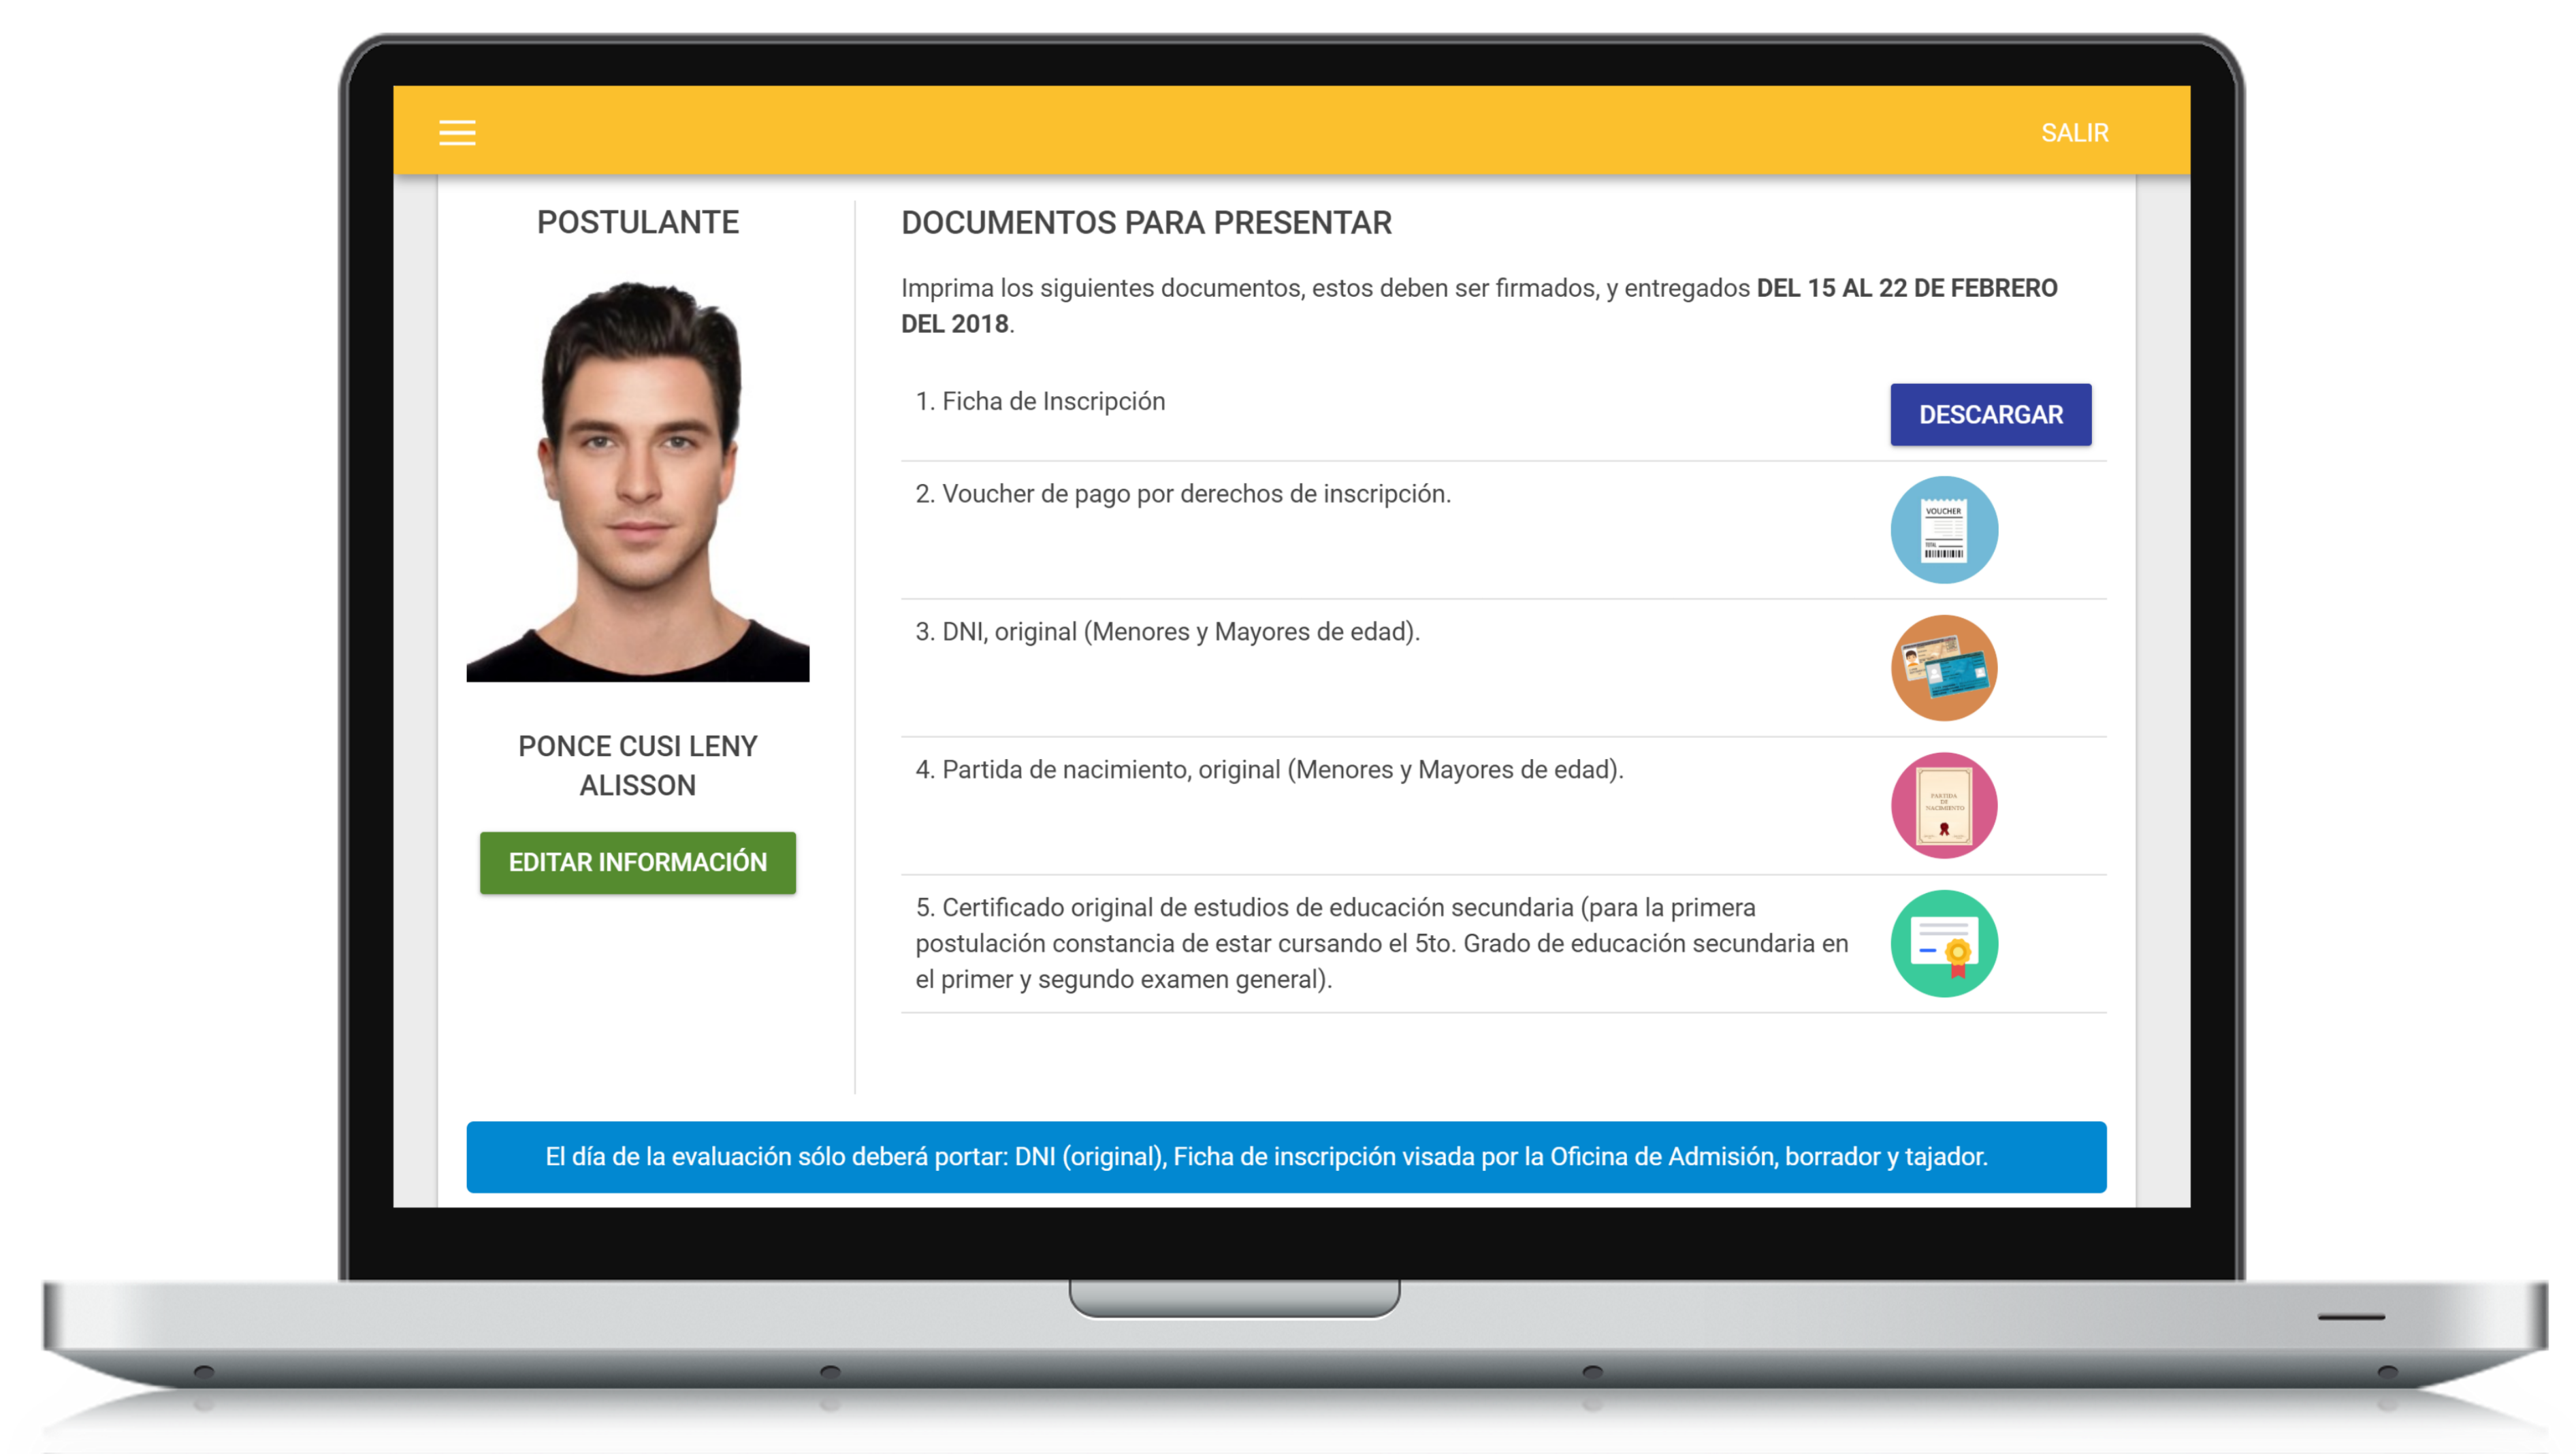 SALIR
POSTULANTE
PONCE CUSI LENY
ALISSON
EDITAR INFORMACIÓN
DOCUMENTOS PARA PRESENTAR
Imprima los siguientes documentos, estos deben ser firmados, y entregados DEL 15 AL 22 DE FEBRERO
DEL 2018.
1. Ficha de Inscripción
DESCARGAR
2. Voucher de pago por derechos de inscripción.
VOUCHER
TOTAL
3. DNI, original (Menores y Mayores de edad).
4. Partida de nacimiento, original (Menores y Mayores de edad).
PARTIDA
DE
NACIMIENTO
5. Certificado original de estudios de educación secundaria (para la primera
postulación constancia de estar cursando el 5to. Grado de educación secundaria en
el primer y segundo examen general).
El día de la evaluación sólo deberá portar: DNI (original), Ficha de inscripción visada por la Oficina de Admisión, borrador y tajador.